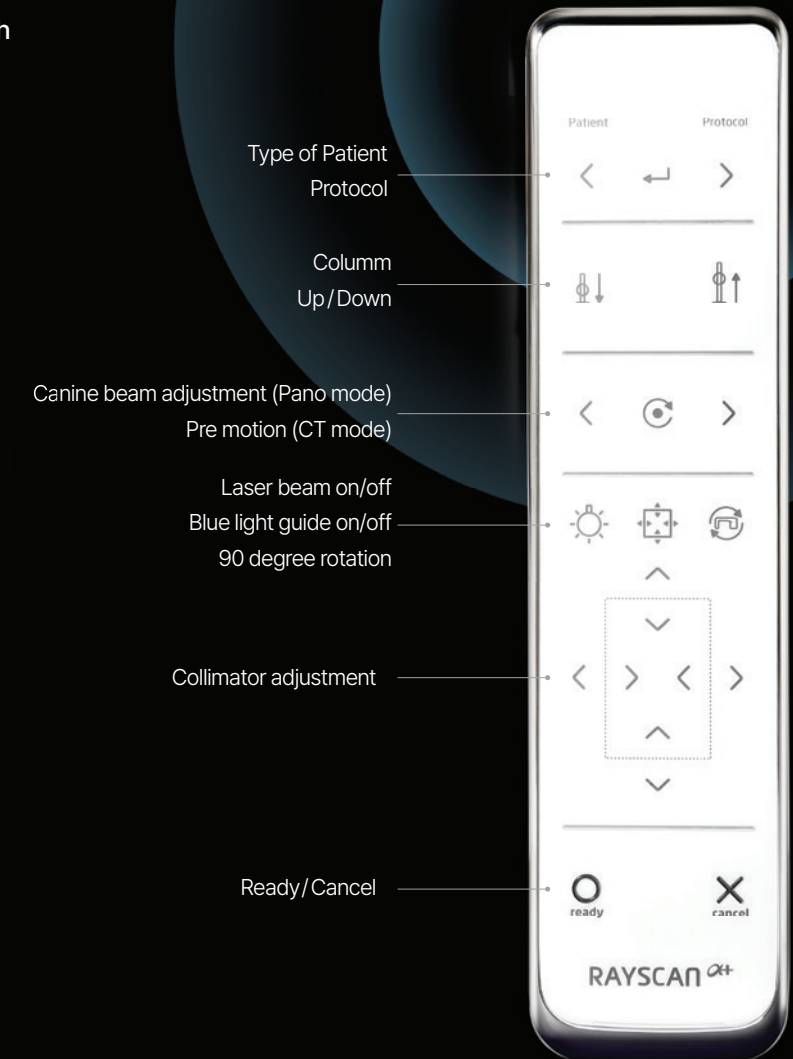 n
Patient Protocol
Type of Patient
Protocol
Columm
Up/Down
Canine beam adjustment (Pano mode)
Pre motion (CT mode)
Laser beam on/off
Blue light guide on/off
90 degree rotation
Collimator adjustment
Ready/Cancel
ready cancel
RAYSCAN α+